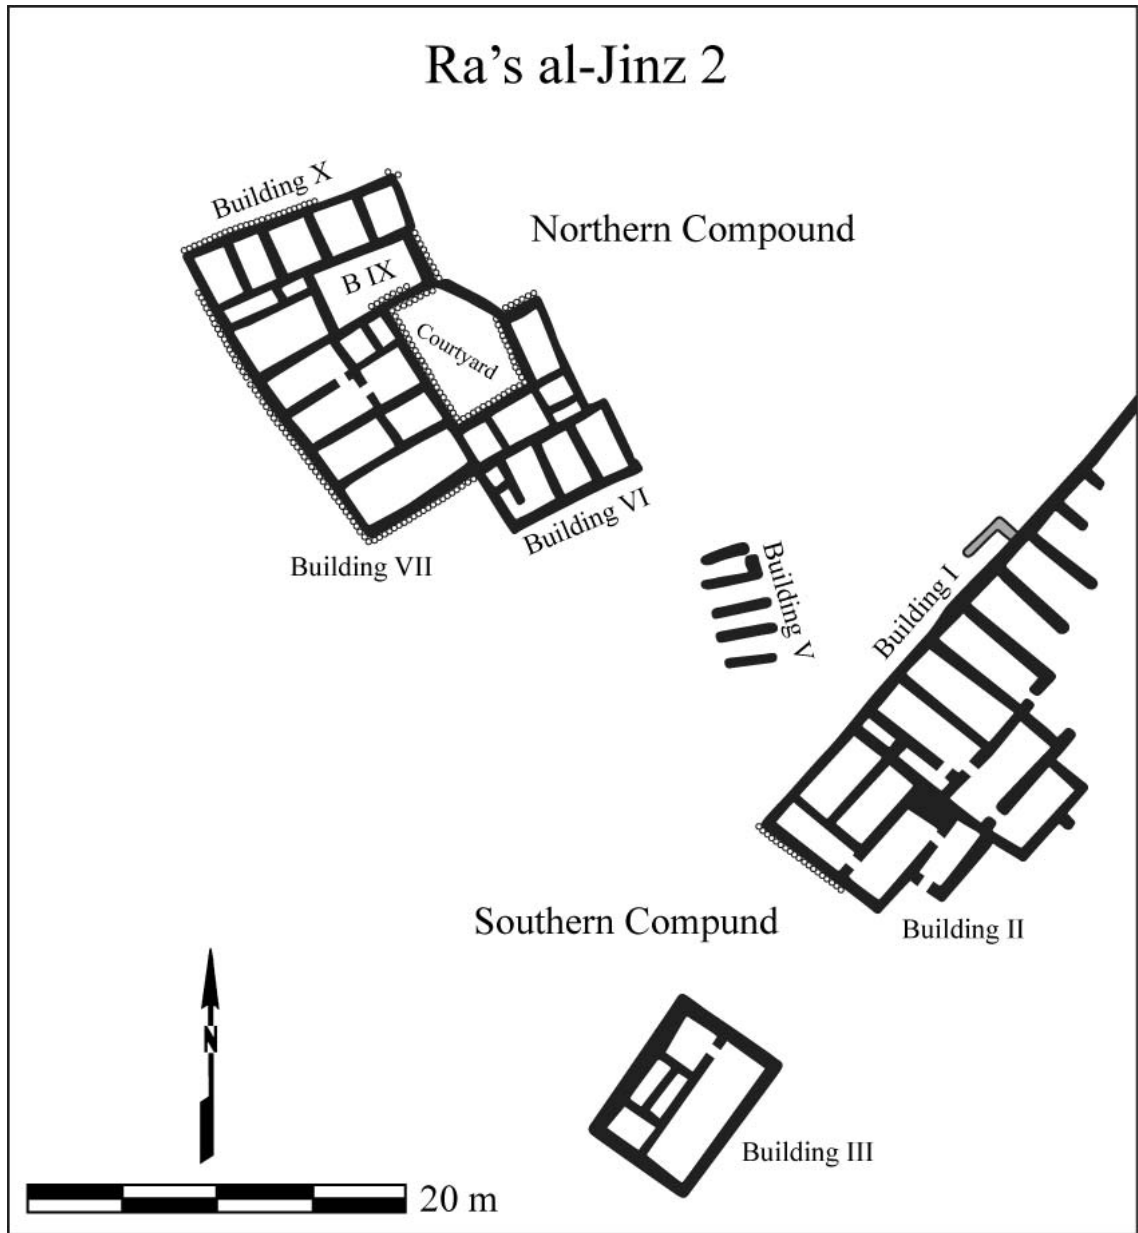 Ra's al-Jinz 2
Building X
Northern Compound
B IX
Courtyard
Building VI
Building VII
Building V
Building I
Southern Compund
Building II
N
Building III
20 m